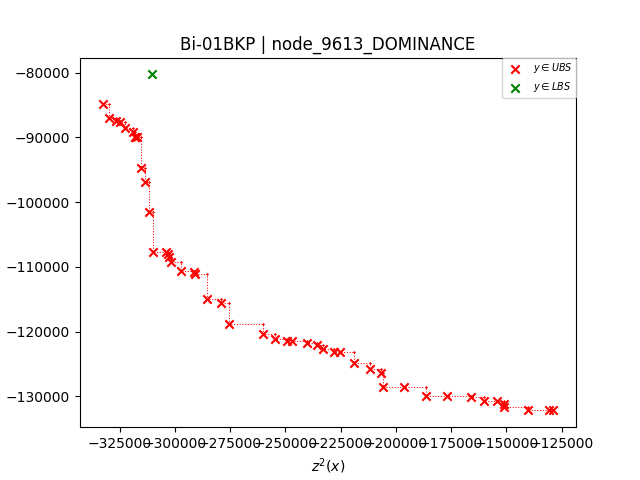 Bi-01BKP | node_9613_DOMINANCE
y ∈ UBS
y ∈ LBS
−80000
−90000
−100000
−110000
−120000
−130000
−325000 −300000 −275000 −250000 −225000 −200000 −175000 −150000 −125000
z²(x)